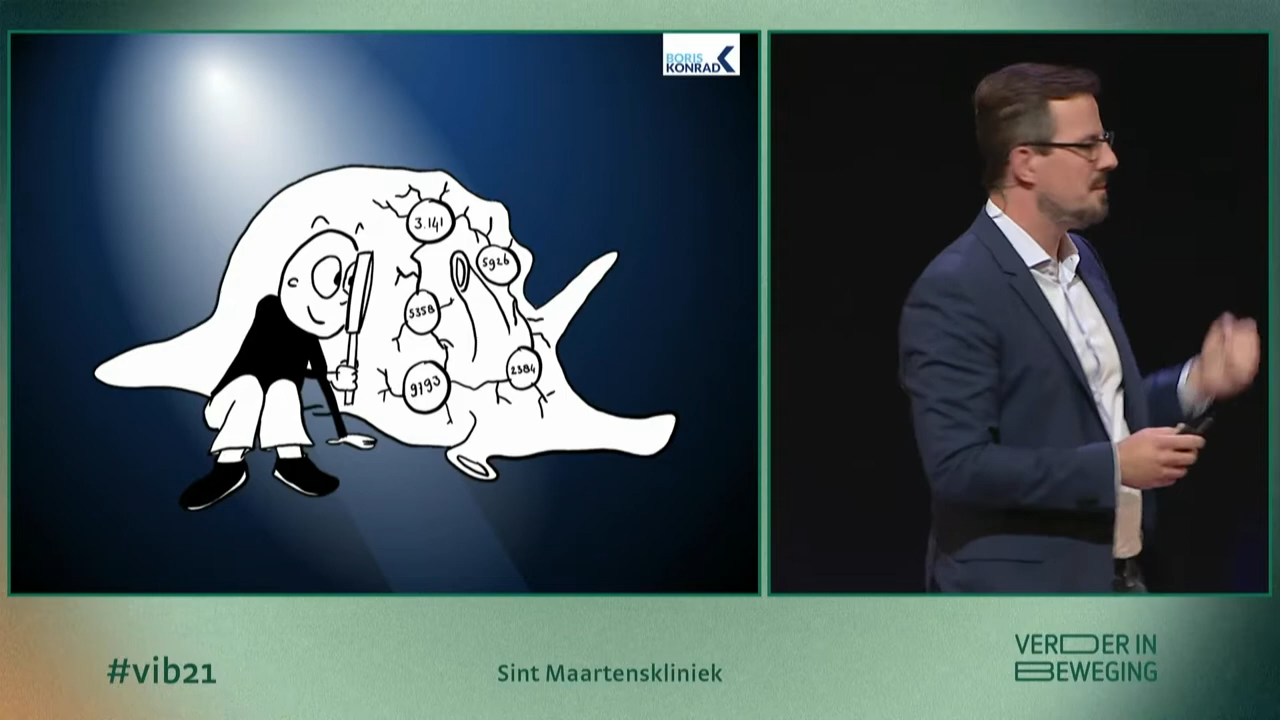 BORIS
KONRAD
3.141
5926
5358
9793
2384
#vib21
Sint Maartenskliniek
VERDER IN
BEWEGING